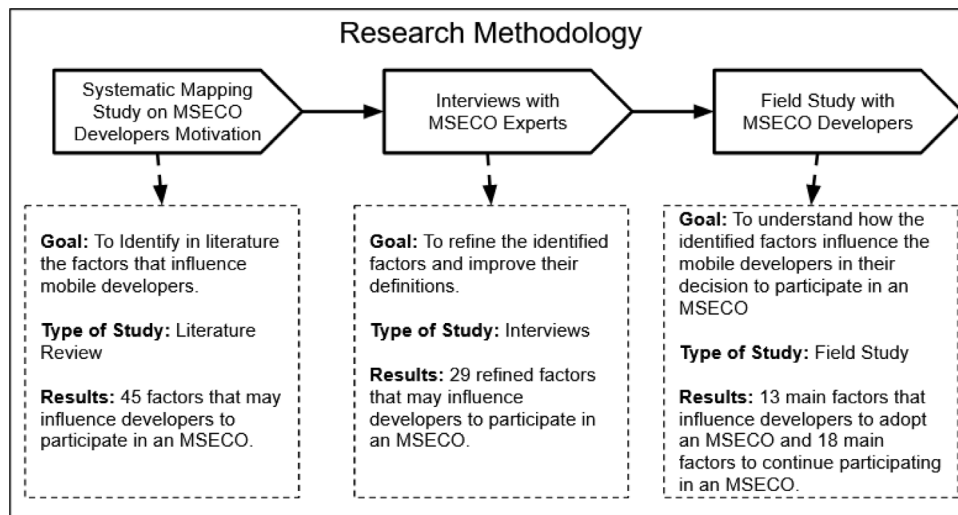 Research Methodology
Systematic Mapping
Study on MSECO
Developers Motivation
Interviews with
MSECO Experts
Field Study with
MSECO Developers
Goal: To Identify in literature
the factors that influence
mobile developers.
Type of Study: Literature
Review
Results: 45 factors that may
influence developers to
participate in an MSECO.
Goal: To refine the identified
factors and improve their
definitions.
Type of Study: Interviews
Results: 29 refined factors
that may influence
developers to participate in
an MSECO.
Goal: To understand how the
identified factors influence the
mobile developers in their
decision to participate in an
MSECO
Type of Study: Field Study
Results: 13 main factors that
influence developers to adopt
an MSECO and 18 main
factors to continue participating
in an MSECO.